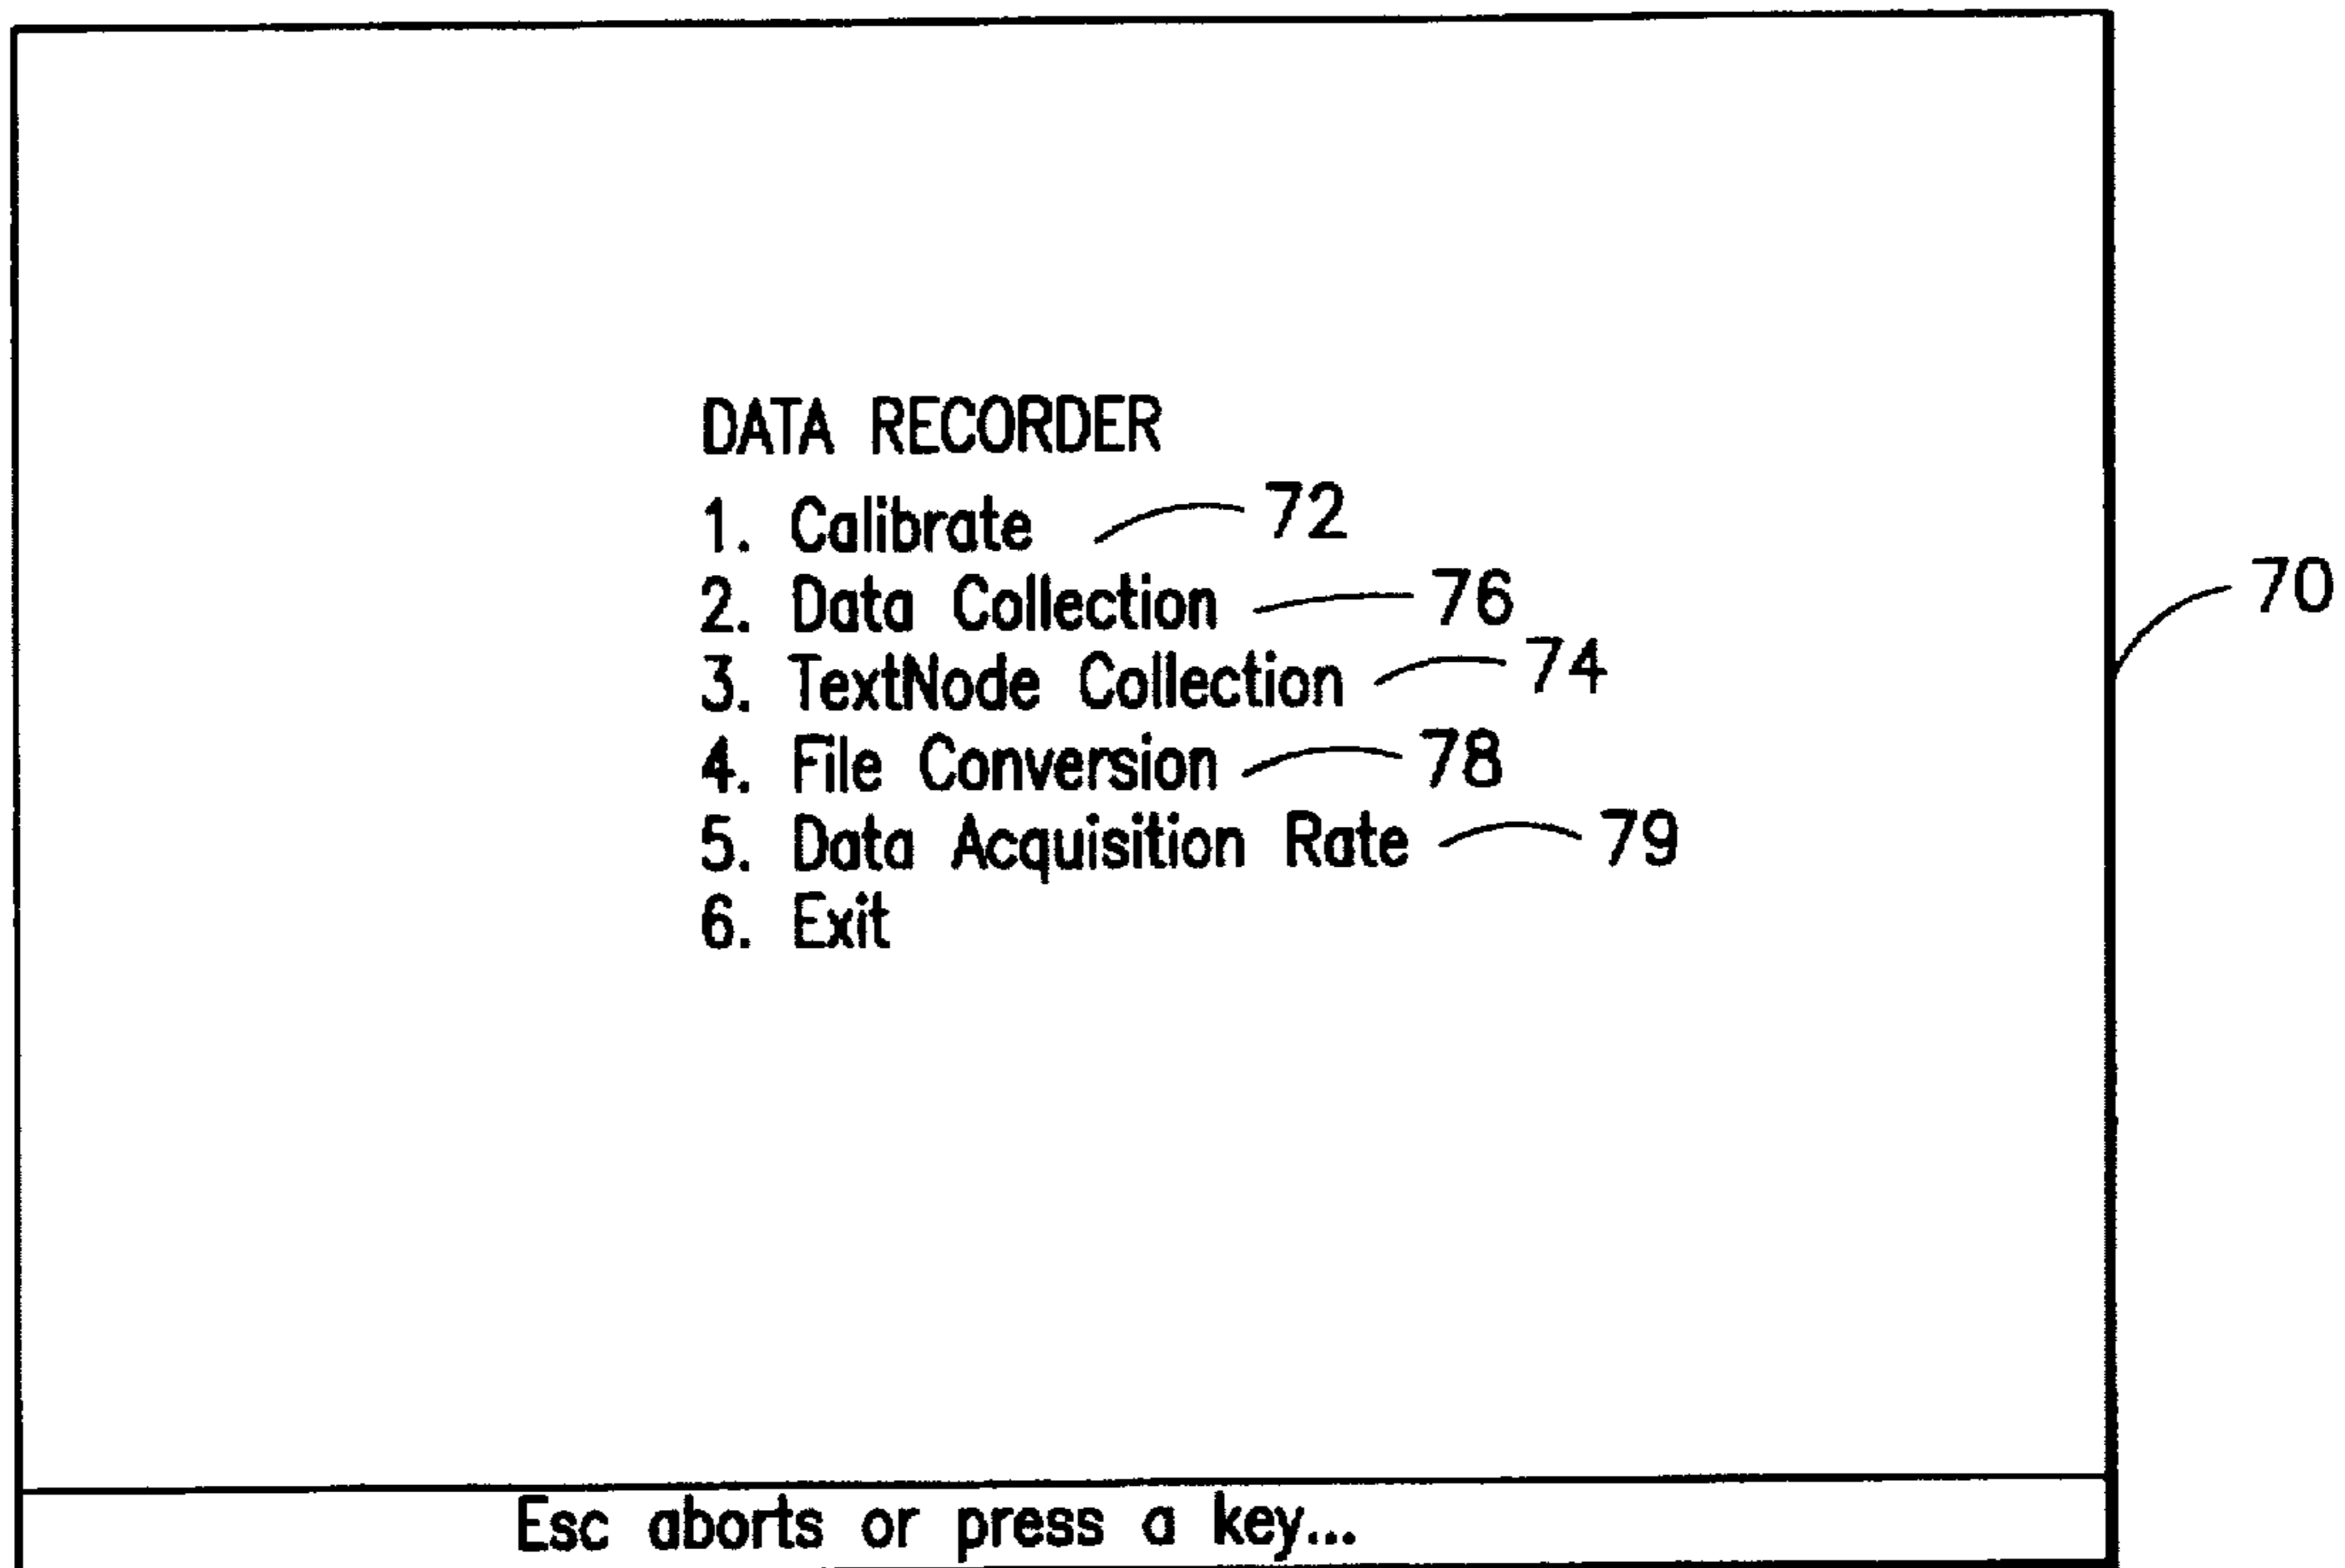 DATA RECORDER
1. Calibrate 72
2. Data Collection 76
3. TextNode Collection 74
4. File Conversion 78
5. Data Acquisition Rate 79
6. Exit
70
Esc aborts or press a key...